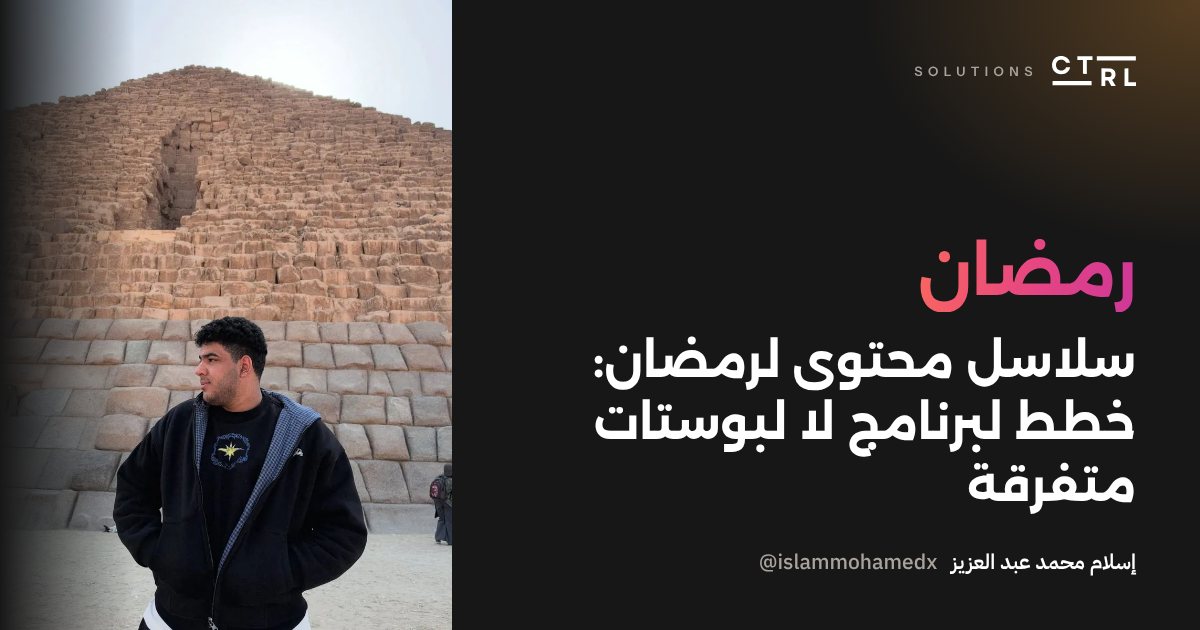 SOLUTIONS CTRL
رمضان
سلاسل محتوى لرمضان:
خطط لبرنامج لا لبوستات
متفرقة
إسلام محمد عبد العزيز @islammohamedx